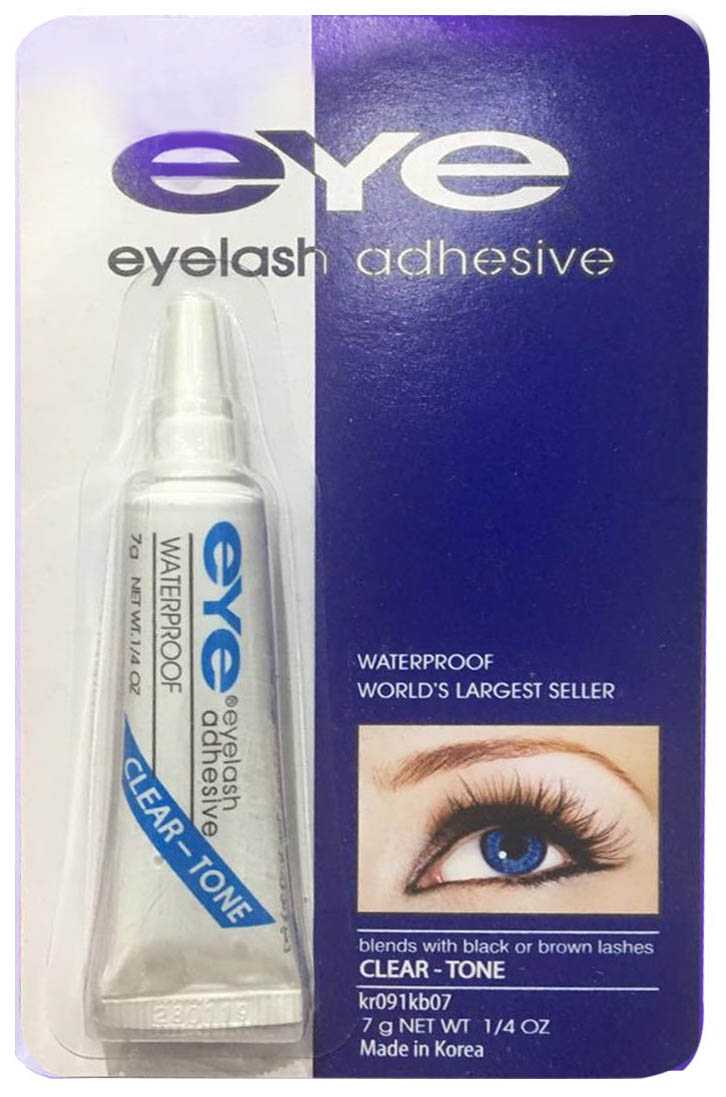 eye
eyelash adhesive
eye® eyelash
adhesive
WATERPROOF
7g NET WT. 1/4 OZ
CLEAR-TONE
280119
WATERPROOF
WORLD'S LARGEST SELLER
blends with black or brown lashes
CLEAR - TONE
kr091kb07
7 g NET WT 1/4 OZ
Made in Korea